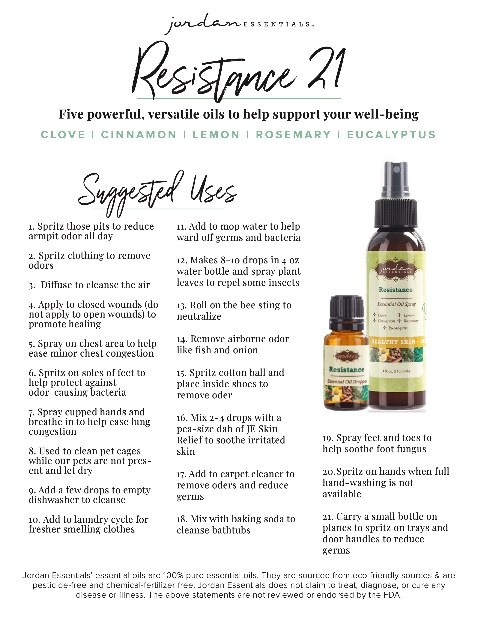 jordan ESSENTIALS
Resistance 21
Five powerful, versatile oils to help support your well-being
CLOVE | CINNAMON | LEMON | ROSEMARY | EUCALYPTUS
Suggested Uses
1. Spritz those pits to reduce
armpit odor all day
2. Spritz clothing to remove
odors
3. Diffuse to cleanse the air
4. Apply to closed wounds (do
not apply to open wounds) to
promote healing
5. Spray on chest area to help
ease minor chest congestion
6. Spritz on soles of feet to
help protect against
odor causing bacteria
7. Spray cupped hands and
breathe in to help ease lung
congestion
8. Used to clean pet cages
while our pets are not pres-
ent and let dry
9. Add a few drops to empty
dishwasher to cleanse
10. Add to laundry cycle for
fresher smelling clothes
11. Add to mop water to help
ward off germs and bacteria
12. Makes 8-10 drops in 4 oz
water bottle and spray plant
leaves to repel some insects
13. Roll on the bee sting to
neutralize
14. Remove airborne odor
like fish and onion
15. Spritz cotton ball and
place inside shoes to
remove oder
16. Mix 2-4 drops with a
pea-size dab of JE Skin
Relief to soothe irritated
skin
17. Add to carpet cleaner to
remove oders and reduce
germs
18. Mix with baking soda to
cleanse bathtubs
jordan
Resistance
Essential Oil Spray
HEALTHY SKIN
Resistance
Essential Oil Dropper
19. Spray feet and toes to
help soothe foot fungus
20. Spritz on hands when full
hand-washing is not
available
21. Carry a small bottle on
planes to spritz on trays and
door handles to reduce
germs
Jordan Essentials' essential oils are 100% pure essential oils. They are sourced from eco-friendly sources & are
pesticide-free and chemical-fertilizer free. Jordan Essentials does not claim to treat, diagnose, or cure any
disease or illness. The above statements are not reviewed or endorsed by the FDA.